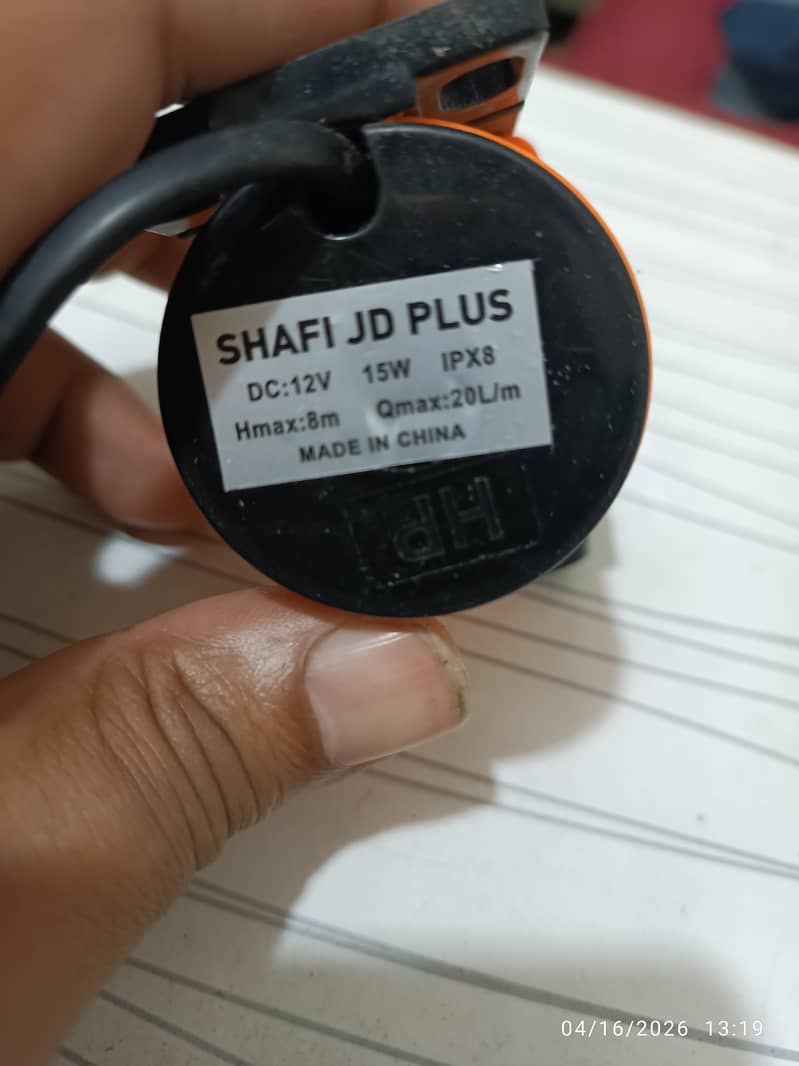 SHAFI JD PLUS
DC:12V 15W IPX8
Hmax:8m Qmax:20L/m
MADE IN CHINA
HP
04/16/2026 13:19